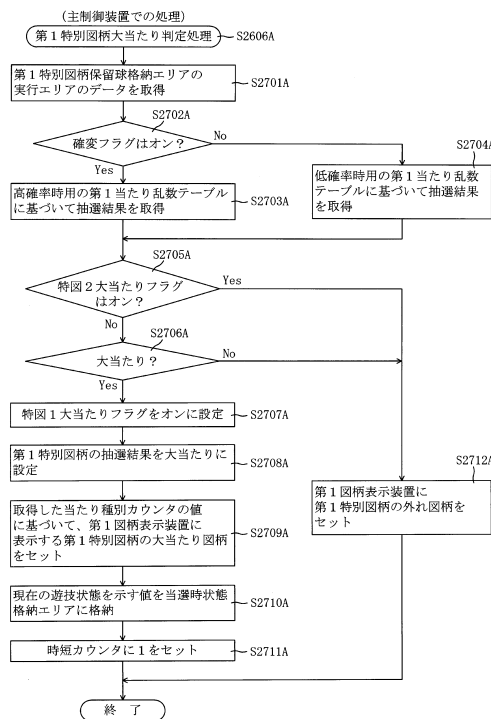 (主制御装置での処理)
第１特別図柄大当たり判定処理
S2606A
第１特別図柄保留球格納エリアの
実行エリアのデータを取得
S2701A
S2702A
確変フラグはオン？
No
Yes
S2704A
低確率時用の第１当たり乱数
テーブルに基づいて抽選結果
を取得
高確率時用の第１当たり乱数テーブル
に基づいて抽選結果を取得
S2703A
S2705A
特図２大当たりフラグ
はオン？
Yes
No
S2706A
大当たり？
No
Yes
特図１大当たりフラグをオンに設定
S2707A
第１特別図柄の抽選結果を大当たりに
設定
S2708A
S2712A
第１図柄表示装置に
第１特別図柄の外れ図柄を
セット
取得した当たり種別カウンタの値
に基づいて、第１図柄表示装置に
表示する第１特別図柄の大当たり図柄
をセット
S2709A
現在の遊技状態を示す値を当選時状態
格納エリアに格納
S2710A
時短カウンタに１をセット
S2711A
終 了